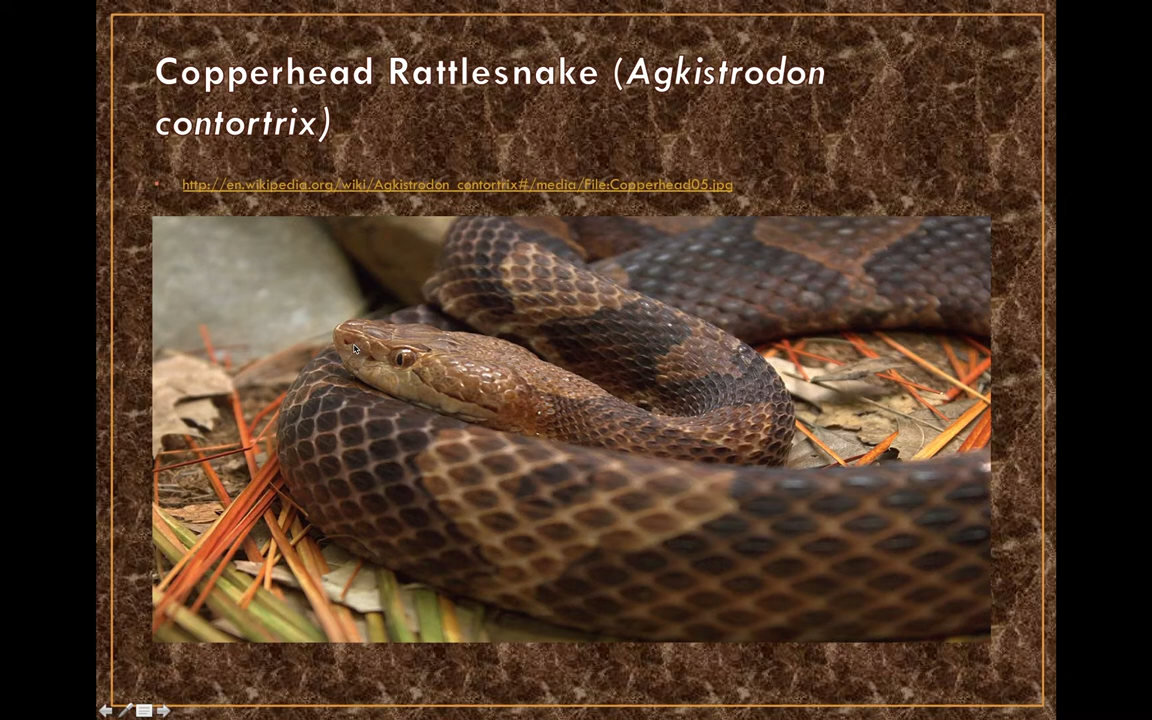 Copperhead Rattlesnake (Agkistrodon
contortrix)
http://en.wikipedia.org/wiki/Agkistrodon_contortrix#/media/File:Copperhead05.jpg